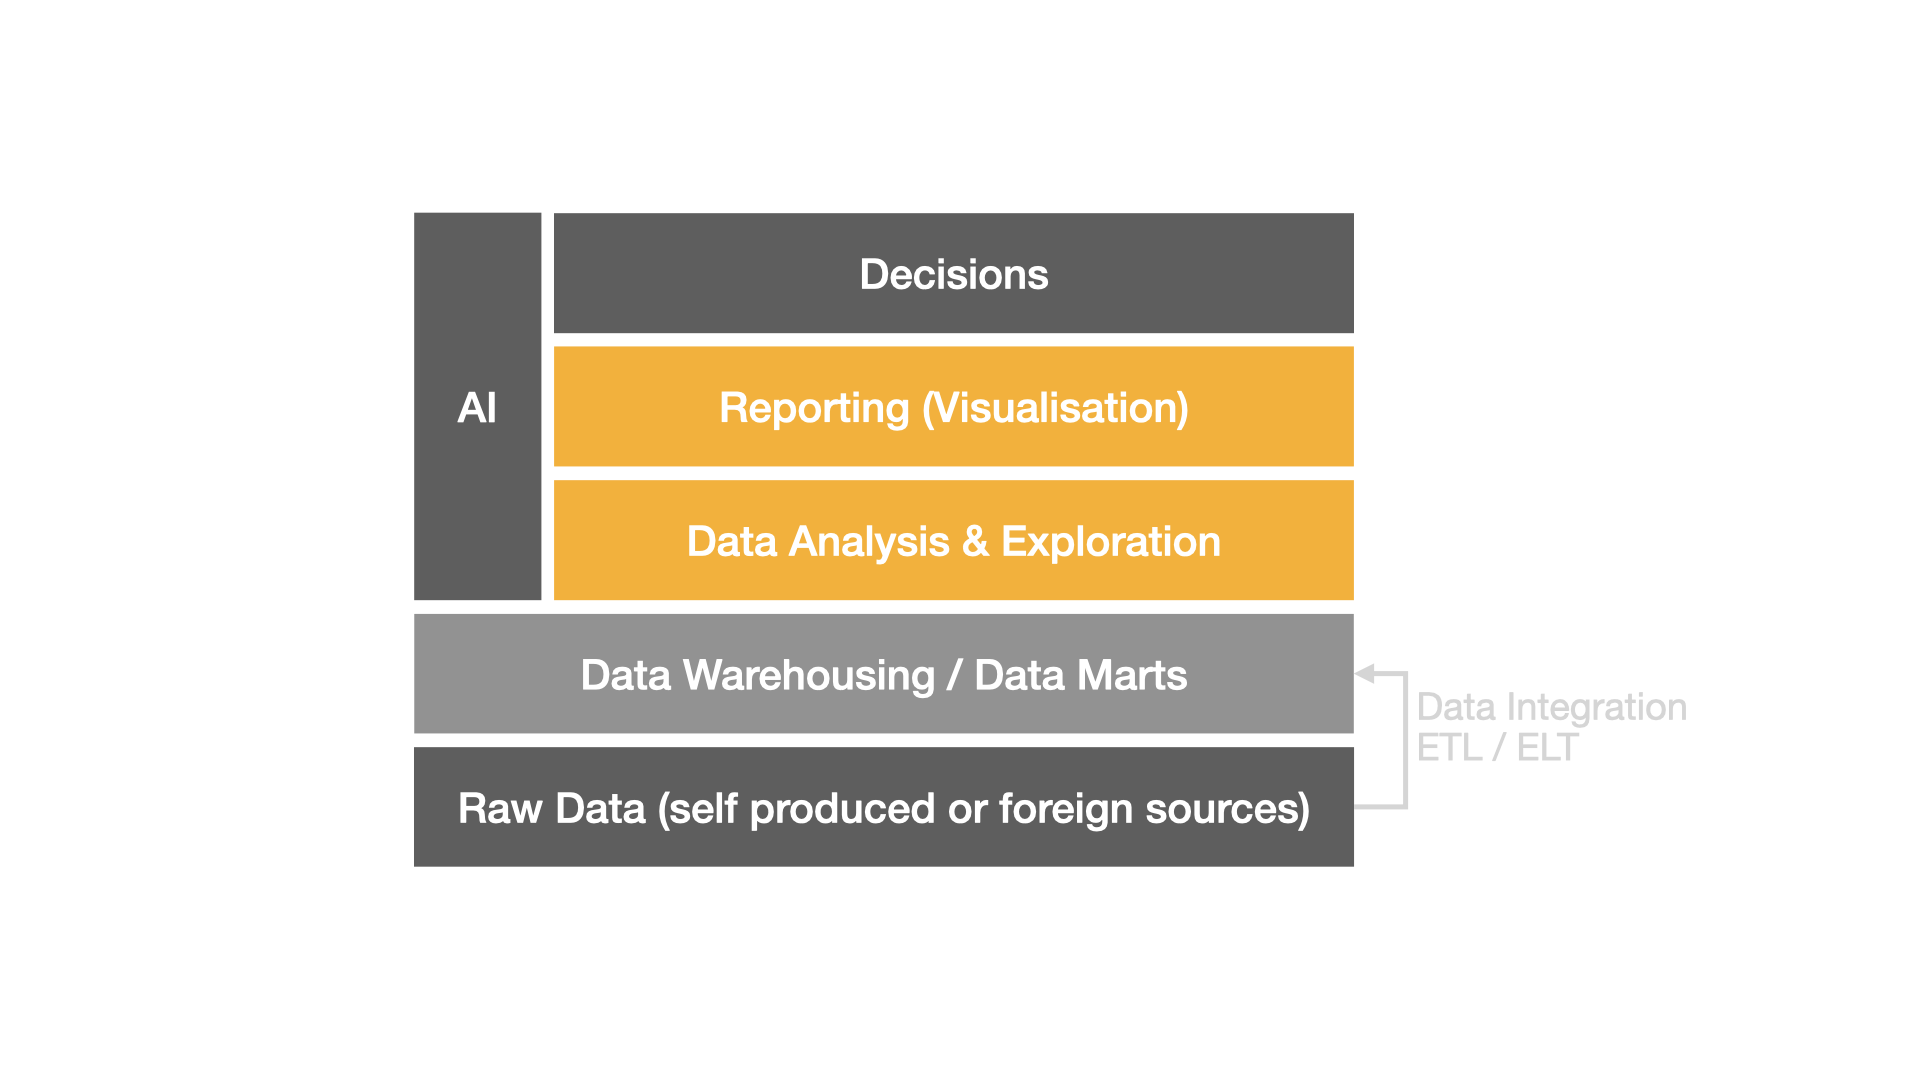 Decisions
AI
Reporting (Visualisation)
Data Analysis & Exploration
Data Warehousing / Data Marts
Data Integration
ETL / ELT
Raw Data (self produced or foreign sources)